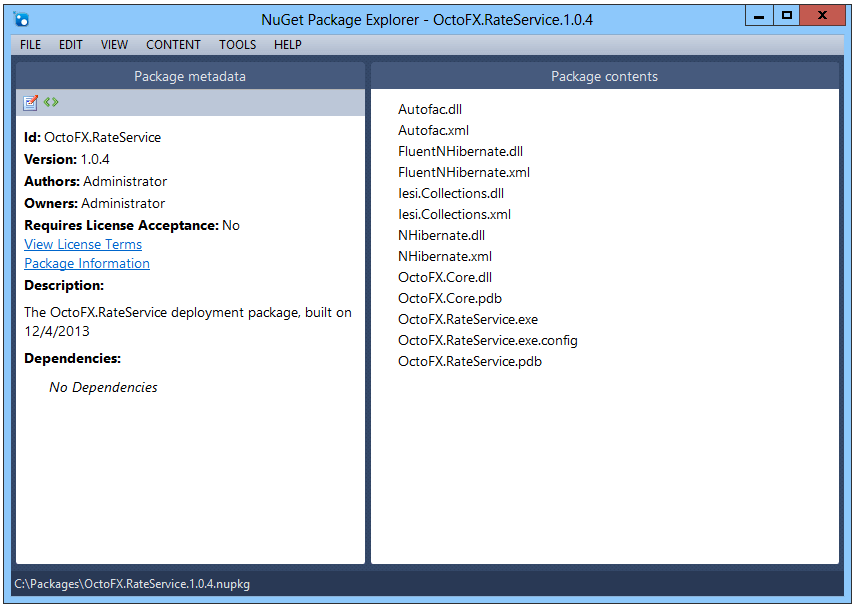 NuGet Package Explorer - OctoFX.RateService.1.0.4
FILE EDIT VIEW CONTENT TOOLS HELP
Package metadata
Id: OctoFX.RateService
Version: 1.0.4
Authors: Administrator
Owners: Administrator
Requires License Acceptance: No
View License Terms
Package Information
Description:
The OctoFX.RateService deployment package, built on
12/4/2013
Dependencies:
No Dependencies
Package contents
Autofac.dll
Autofac.xml
FluentNHibernate.dll
FluentNHibernate.xml
Iesi.Collections.dll
Iesi.Collections.xml
NHibernate.dll
NHibernate.xml
OctoFX.Core.dll
OctoFX.Core.pdb
OctoFX.RateService.exe
OctoFX.RateService.exe.config
OctoFX.RateService.pdb
C:\Packages\OctoFX.RateService.1.0.4.nupkg